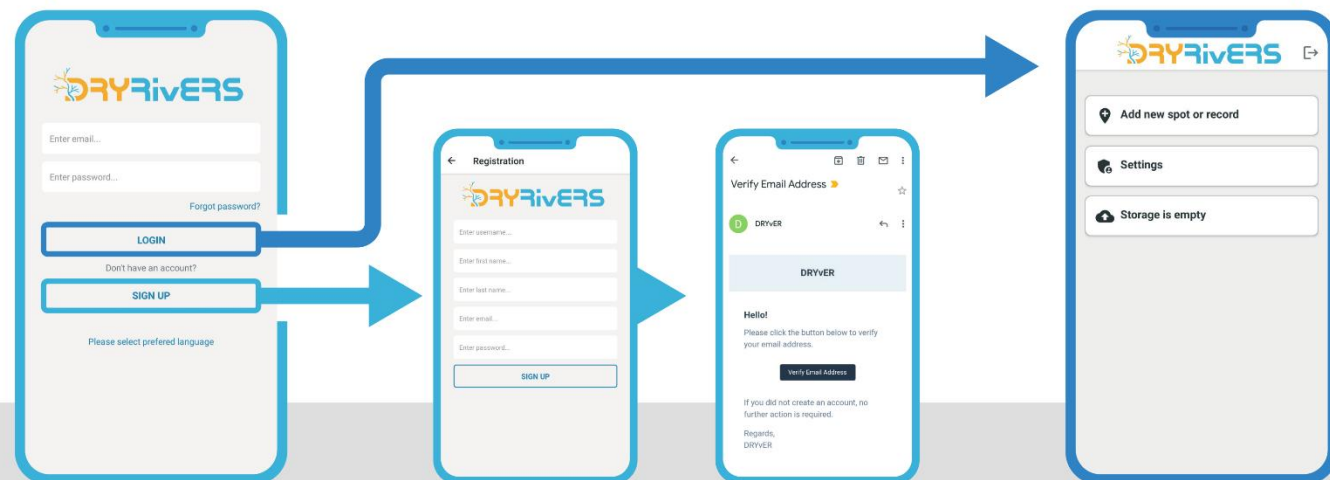 DRYRivERS
Enter email...
Enter password...
Forgot password?
LOGIN
Don't have an account?
SIGN UP
Please select prefered language
Registration
DRYRivERS
Enter username...
Enter first name...
Enter last name...
Enter email...
Enter password...
SIGN UP
Verify Email Address
D
DRYvER
DRYvER
Hello!
Please click the button below to verify
your email address.
Verify Email Address
If you did not create an account, no
further action is required.
Regards,
DRYvER
DRYRivERS
Add new spot or record
Settings
Storage is empty